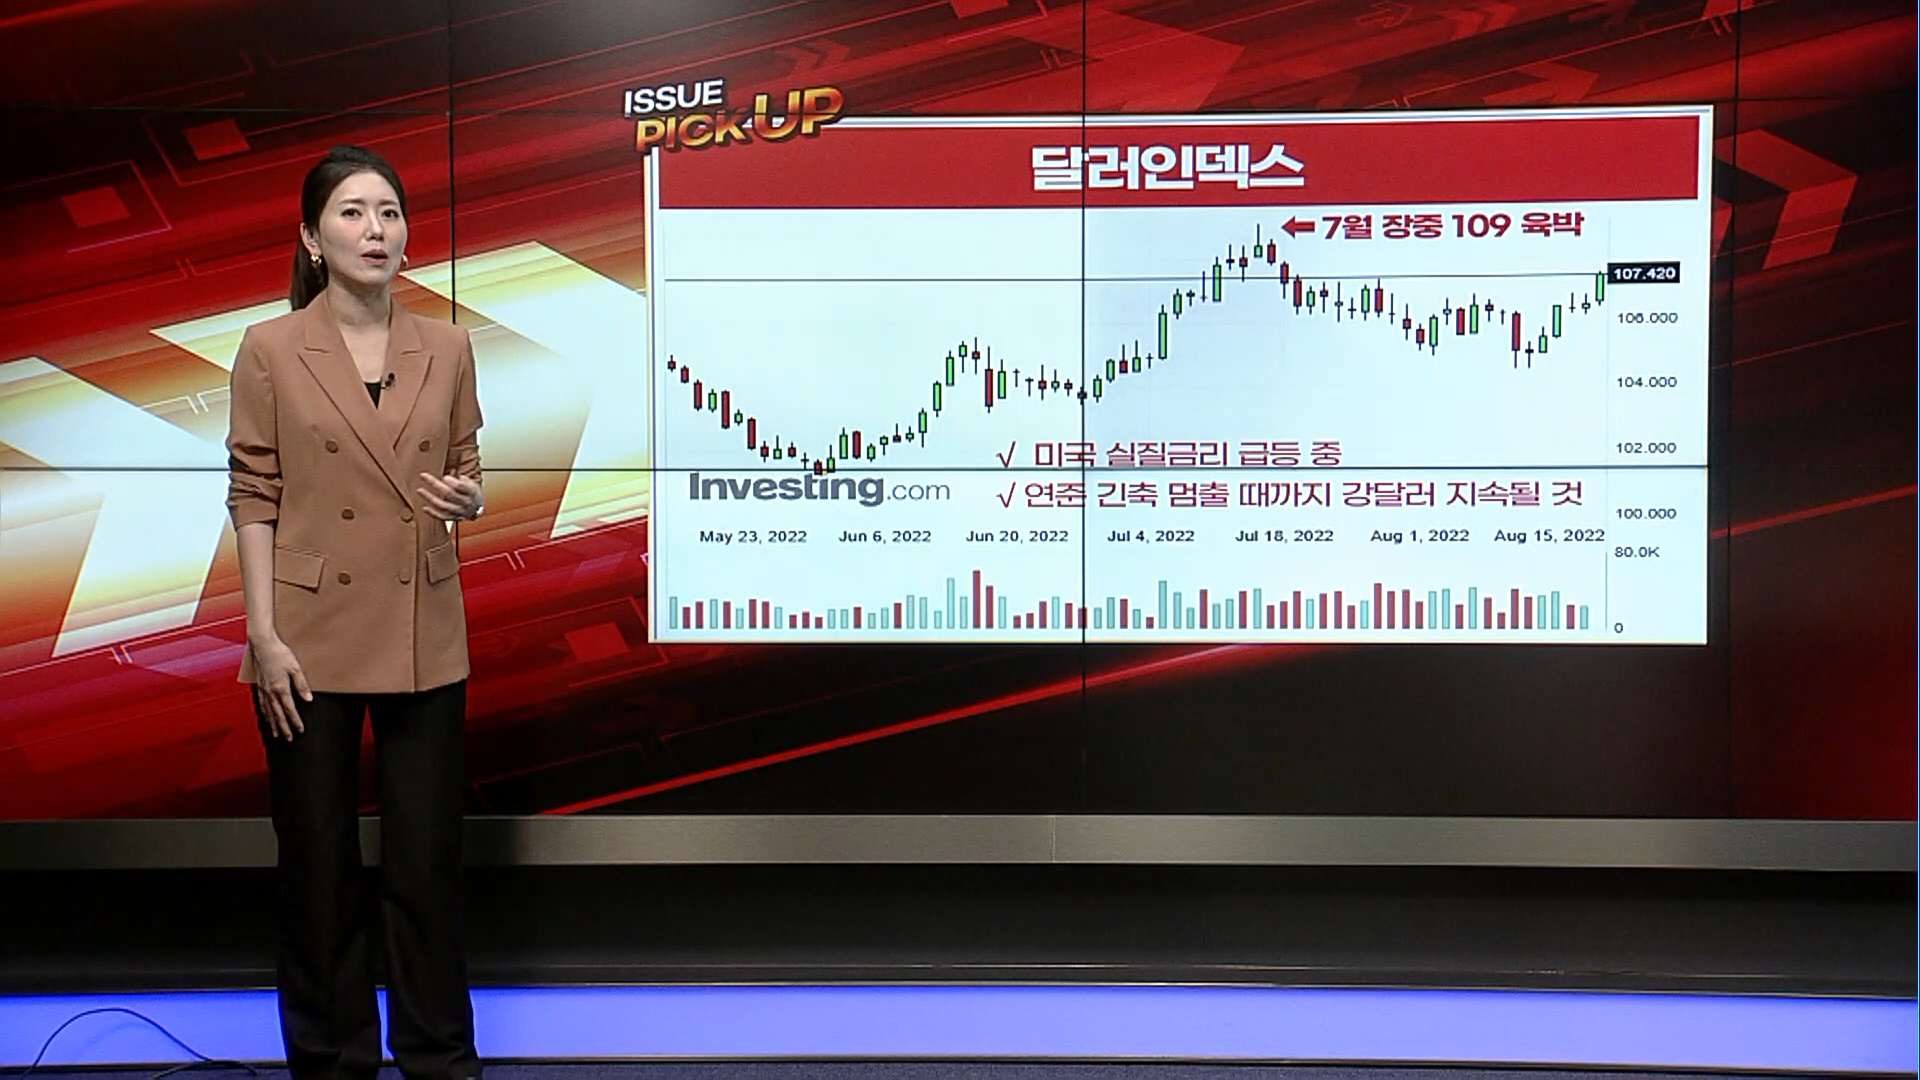 ISSUE
PICK UP
달러인덱스
7월 장중 109 육박
107.420
106.000
104.000
102.000
100.000
√ 미국 실질금리 급등 중
√ 연준 긴축 멈출 때까지 강달러 지속될 것
Investing.com
May 23, 2022 Jun 6, 2022 Jun 20, 2022 Jul 4, 2022 Jul 18, 2022 Aug 1, 2022 Aug 15, 2022
80.0K
0